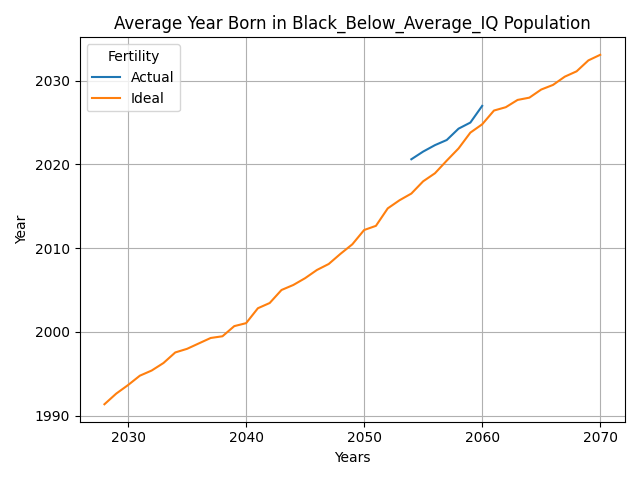 Average Year Born in Black_Below_Average_IQ Population
Fertility
Actual
Ideal
Year
2030
2020
2010
2000
1990
2030 2040 2050 2060 2070
Years